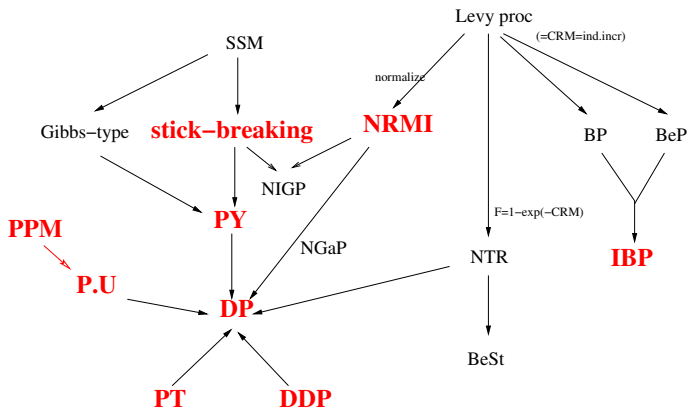 Levy proc
SSM
(=CRM=ind.incr)
normalize
Gibbs−type
stick−breaking
NRMI
BP
BeP
NIGP
PY
F=1−exp(−CRM)
PPM
NGaP
NTR
IBP
P.U
DP
BeSt
PT
DDP